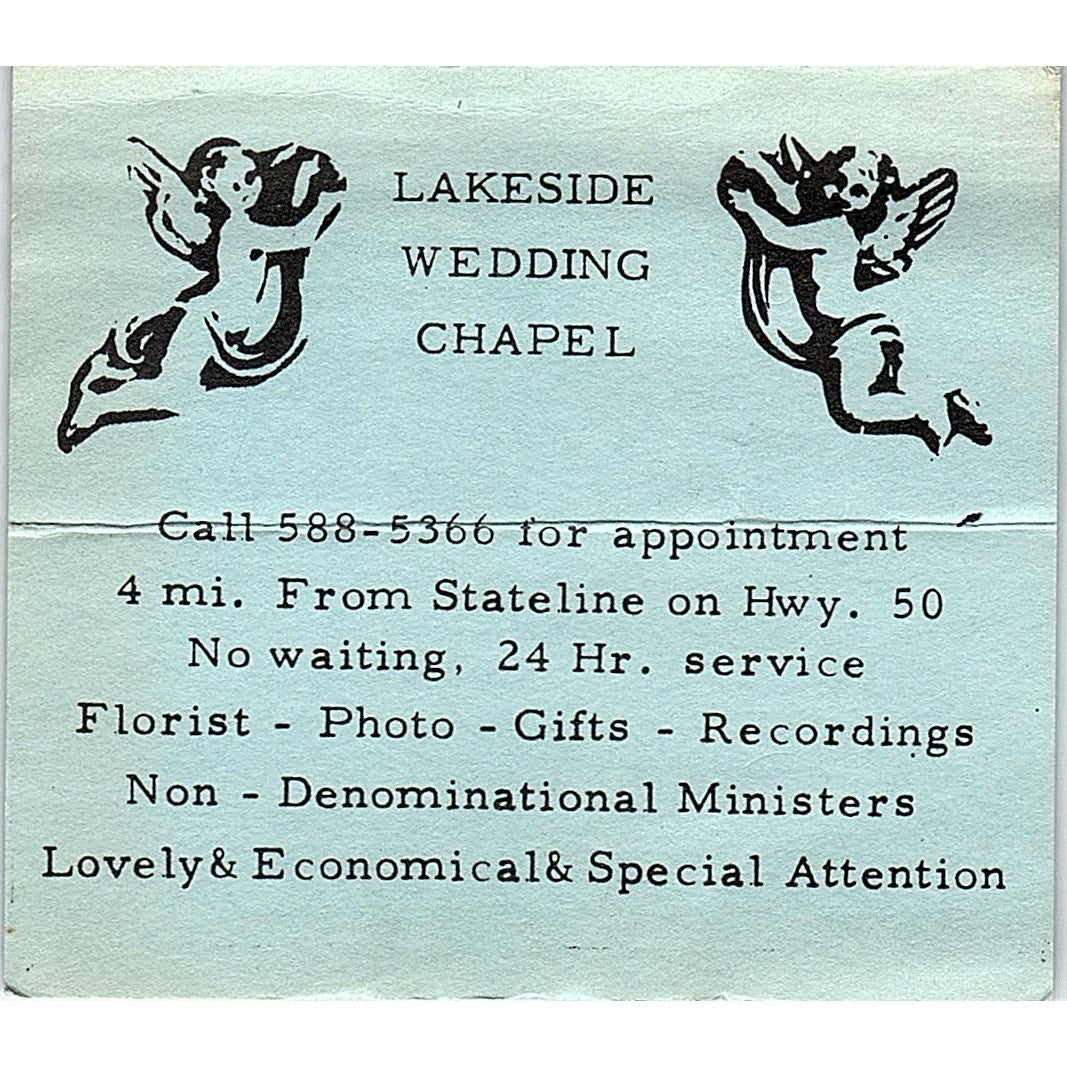 LAKESIDE
WEDDING
CHAPEL
Call 588-5366 for appointment
4 mi. From Stateline on Hwy. 50
No waiting, 24 Hr. service
Florist - Photo - Gifts - Recordings
Non - Denominational Ministers
Lovely & Economical & Special Attention